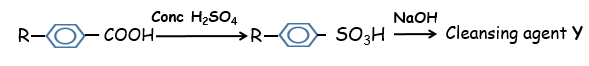 Conc H₂SO₄ NaOH
R– –COOH → R– – SO₃H → Cleansing agent Y